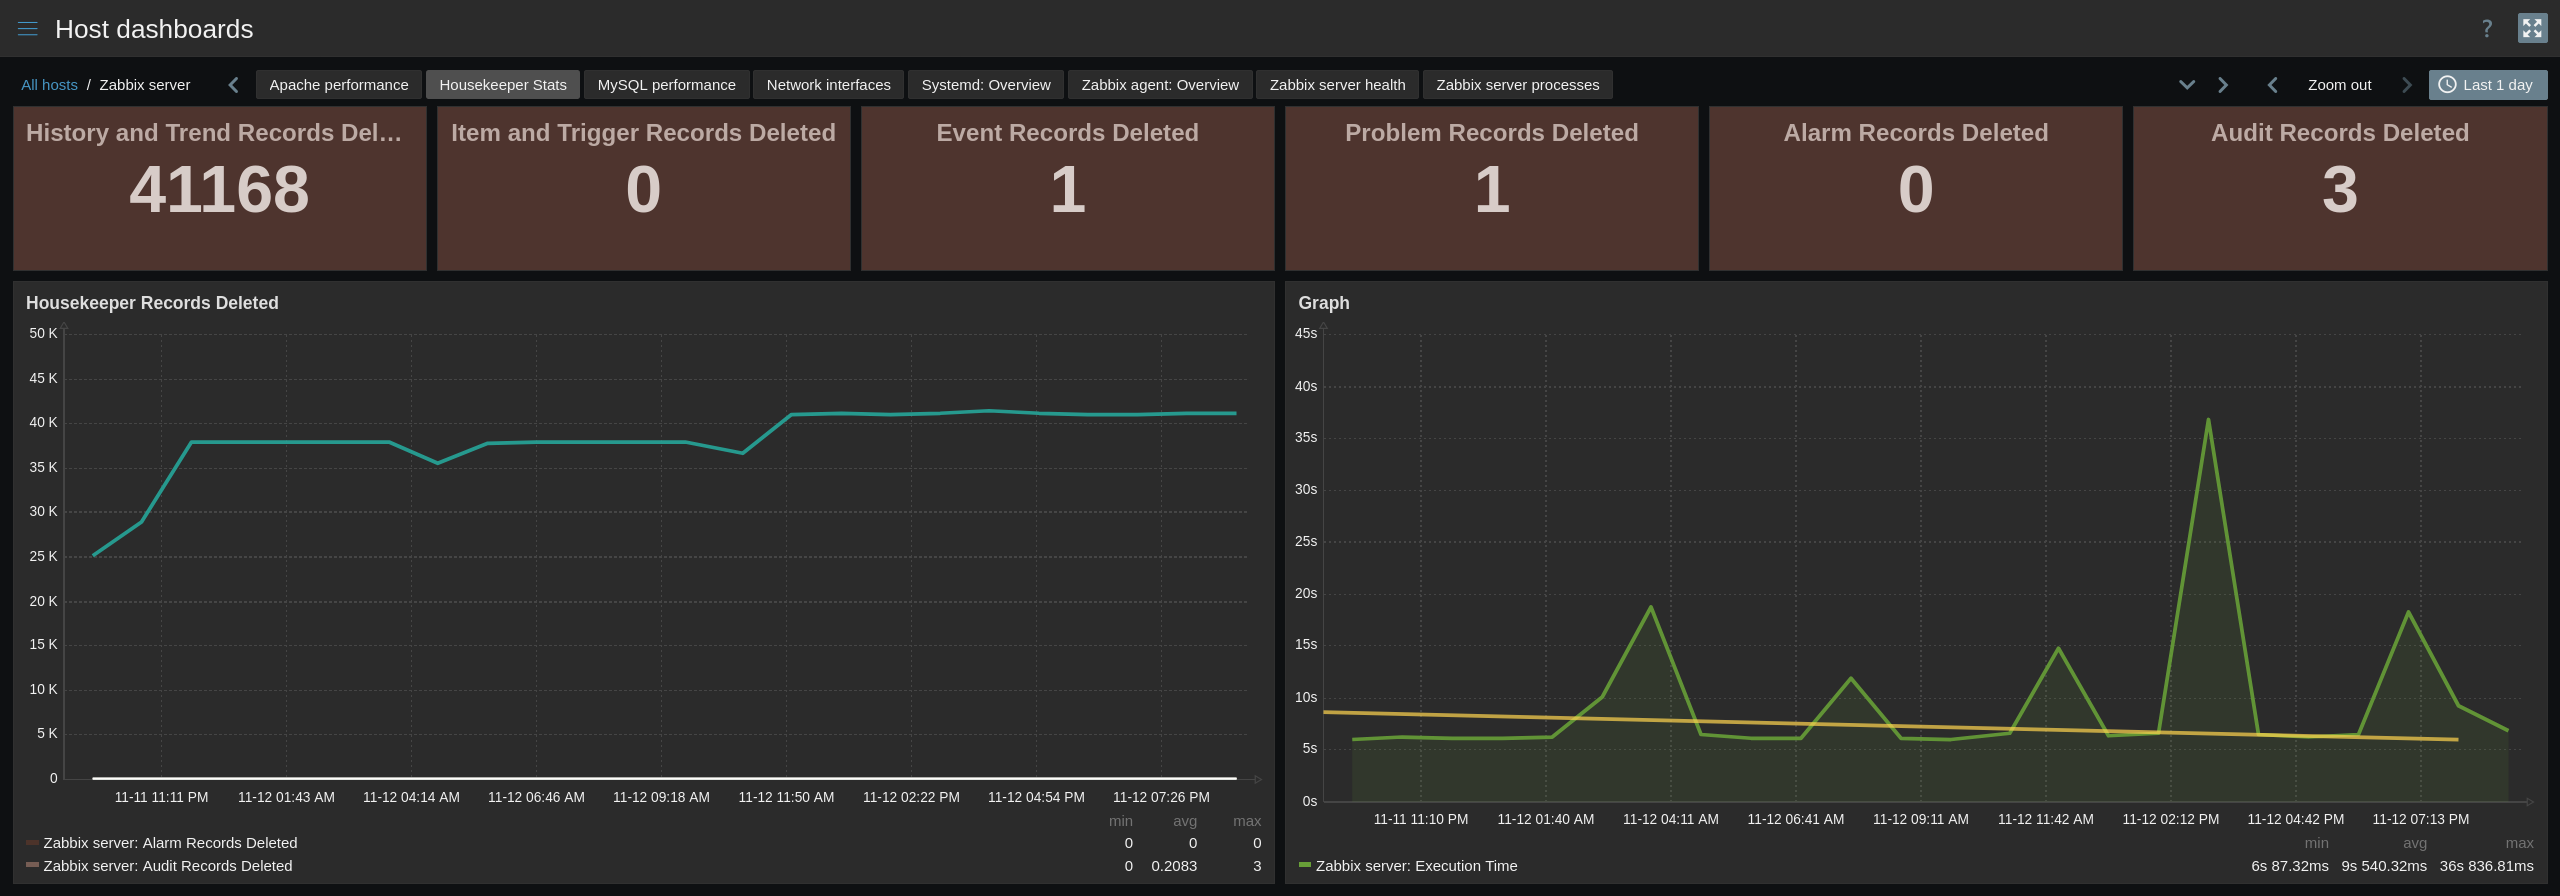 Host dashboards
?
All hosts / Zabbix server
Apache performance
Housekeeper Stats
MySQL performance
Network interfaces
Systemd: Overview
Zabbix agent: Overview
Zabbix server health
Zabbix server processes
Zoom out
Last 1 day
History and Trend Records Del…
41168
Item and Trigger Records Deleted
0
Event Records Deleted
1
Problem Records Deleted
1
Alarm Records Deleted
0
Audit Records Deleted
3
Housekeeper Records Deleted
50 K
45 K
40 K
35 K
30 K
25 K
20 K
15 K
10 K
5 K
0
11-11 11:11 PM
11-12 01:43 AM
11-12 04:14 AM
11-12 06:46 AM
11-12 09:18 AM
11-12 11:50 AM
11-12 02:22 PM
11-12 04:54 PM
11-12 07:26 PM
min avg max
Zabbix server: Alarm Records Deleted 0 0 0
Zabbix server: Audit Records Deleted 0 0.2083 3
Graph
45s
40s
35s
30s
25s
20s
15s
10s
5s
0s
11-11 11:10 PM
11-12 01:40 AM
11-12 04:11 AM
11-12 06:41 AM
11-12 09:11 AM
11-12 11:42 AM
11-12 02:12 PM
11-12 04:42 PM
11-12 07:13 PM
min avg max
Zabbix server: Execution Time 6s 87.32ms 9s 540.32ms 36s 836.81ms